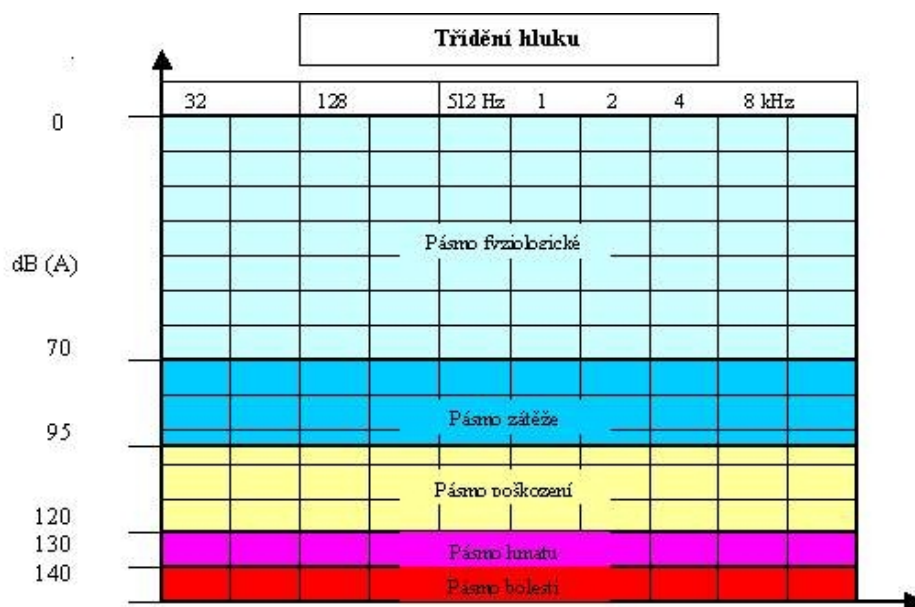 Třídění hluku
32 128 512 Hz 1 2 4 8 kHz
0
Pásmo fyziologické
dB (A)
70
Pásmo zátěže
95
Pásmo poškození
120
130
Pásmo hmatu
140
Pásmo bolesti